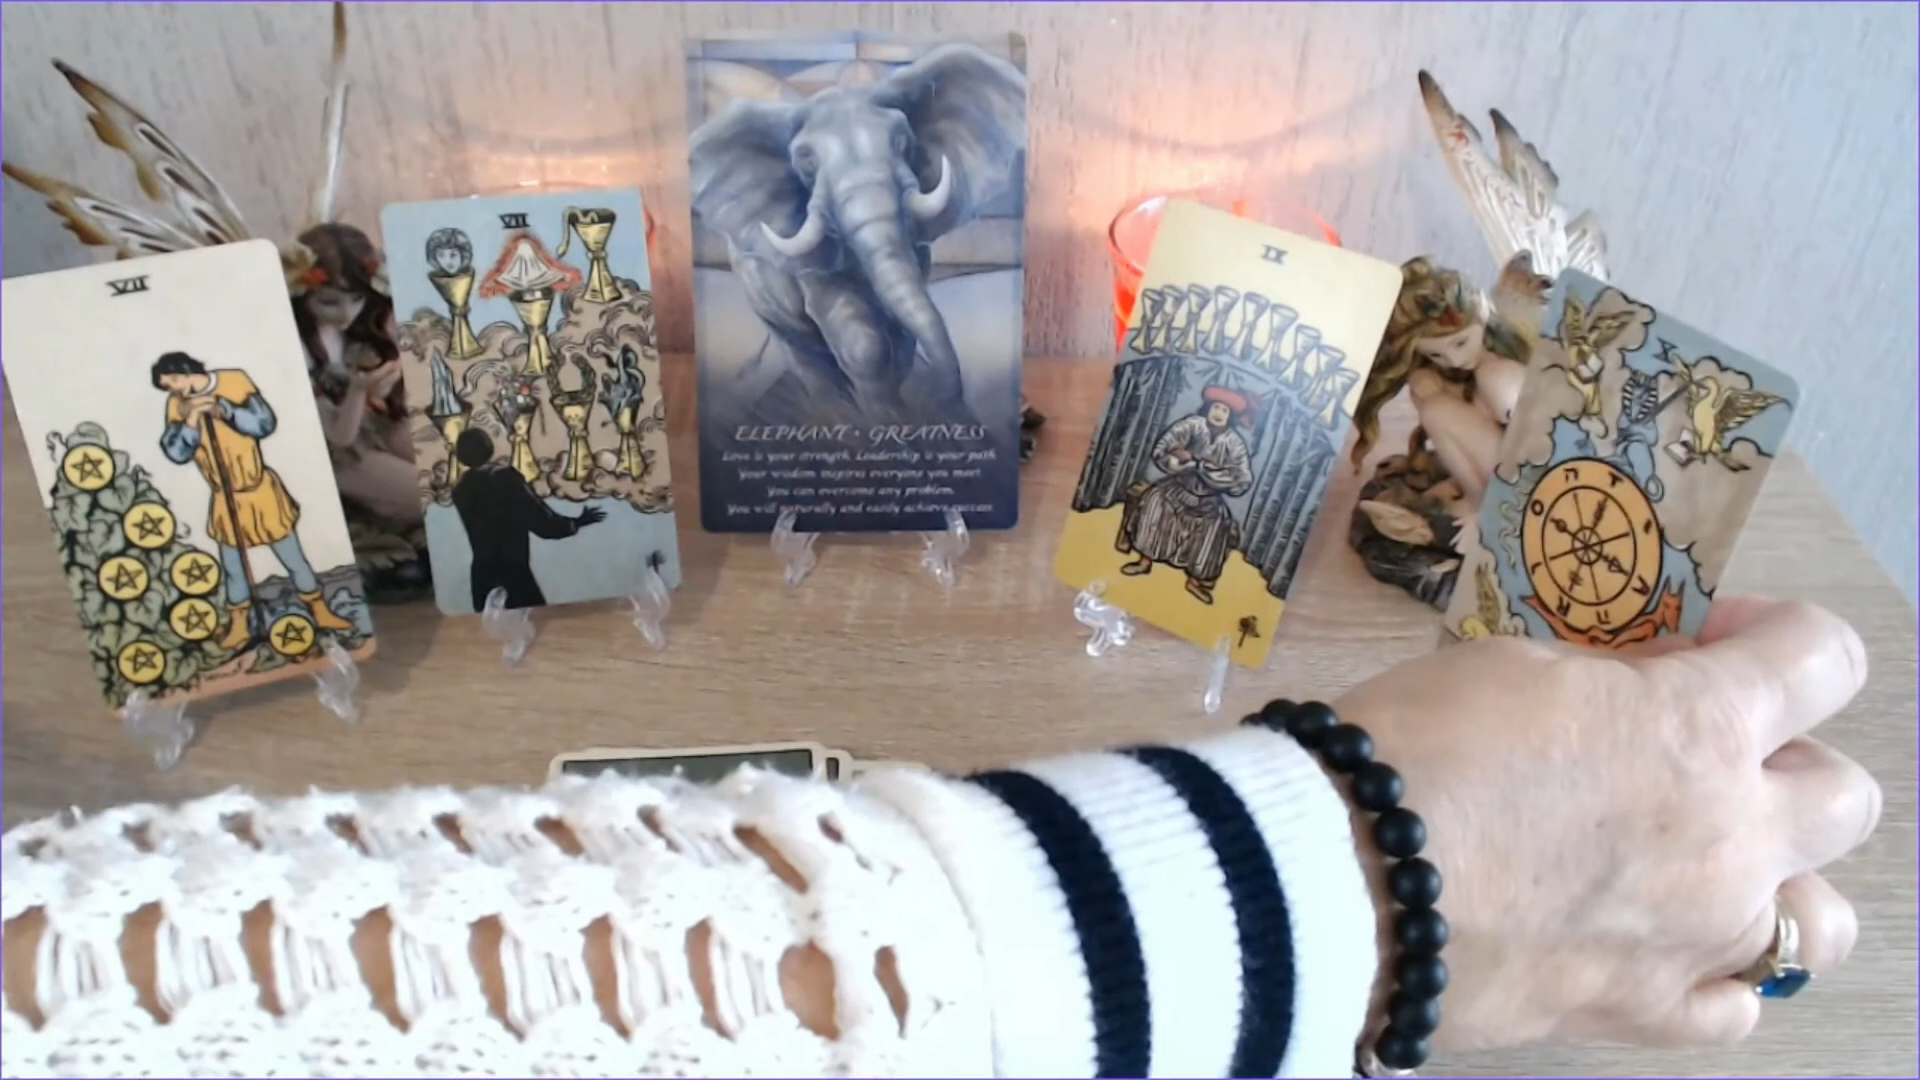 VII
VII
ELEPHANT • GREATNESS
Love is your strength. Leadership is your path.
Your wisdom inspires everyone you meet.
You can overcome any problem.
You will naturally and easily achieve success.
IX
X